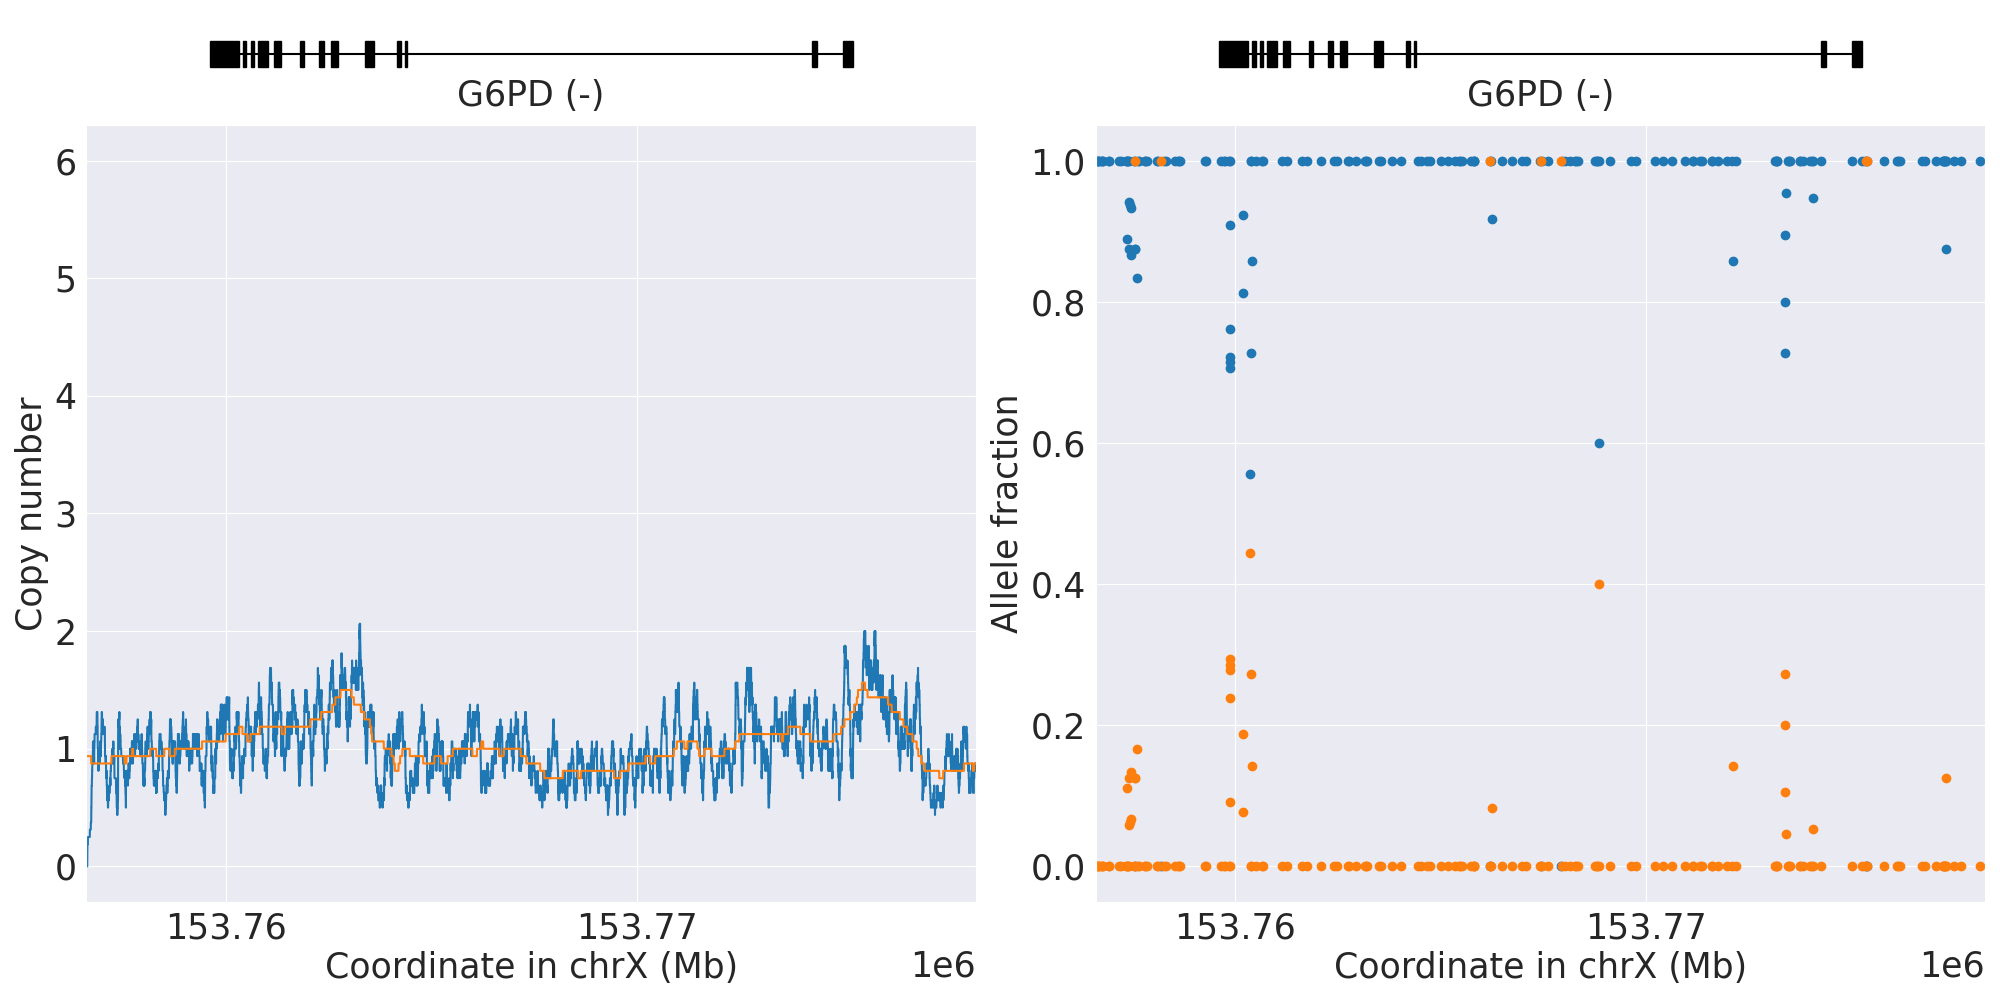 G6PD (-)
6
5
4
3
2
1
0
Copy number
153.76
153.77
Coordinate in chrX (Mb)
1e6
G6PD (-)
1.0
0.8
0.6
0.4
0.2
0.0
Allele fraction
153.76
153.77
Coordinate in chrX (Mb)
1e6